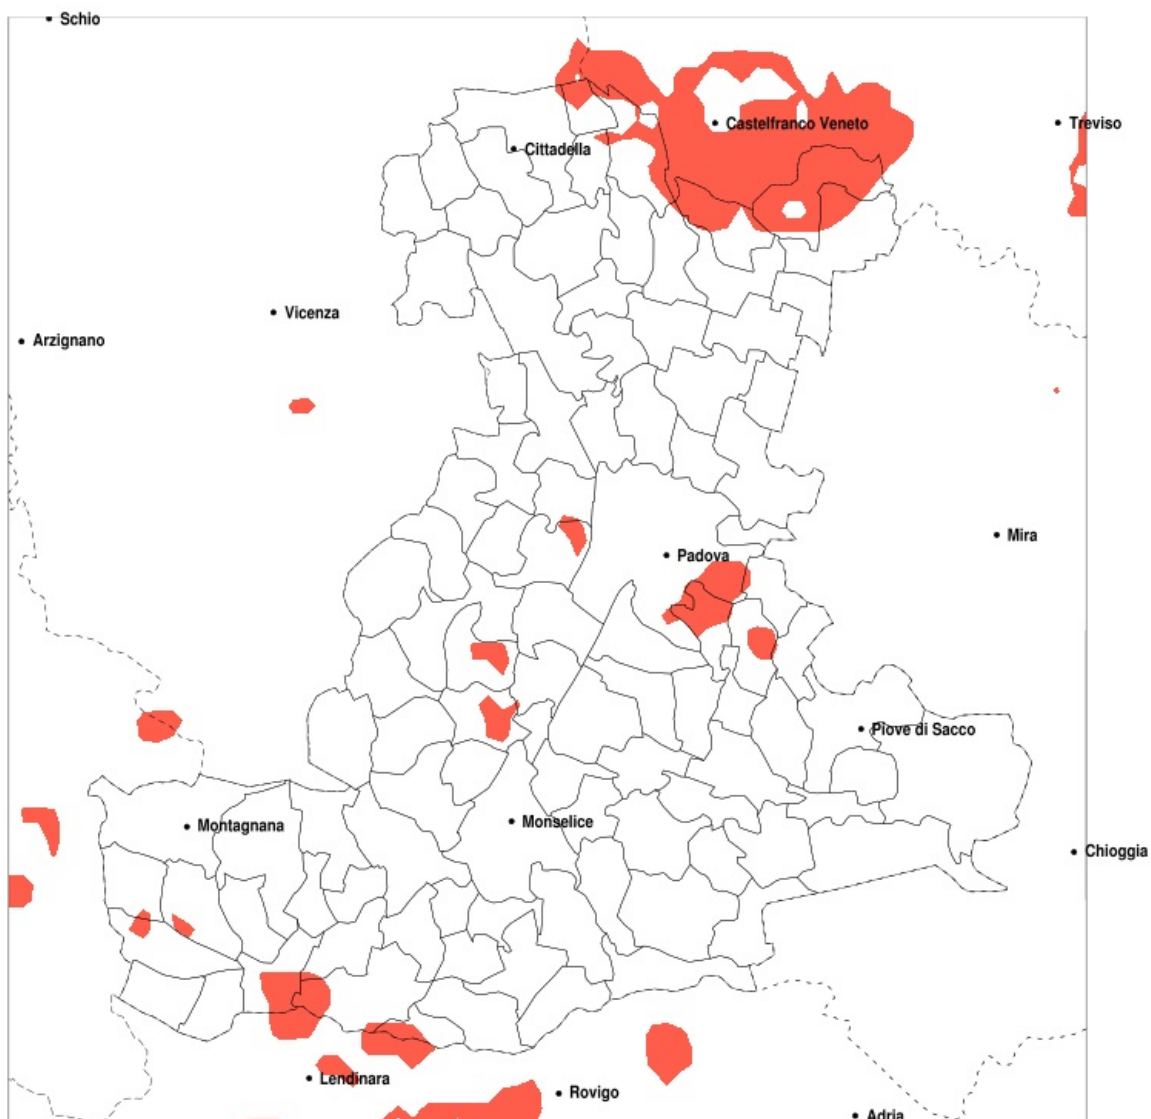 Schio
Castelfranco Veneto
Treviso
Cittadella
Vicenza
Arzignano
Mira
Padova
Piove di Sacco
Montagnana
Monselice
Chioggia
Lendinara
Rovigo
Adria